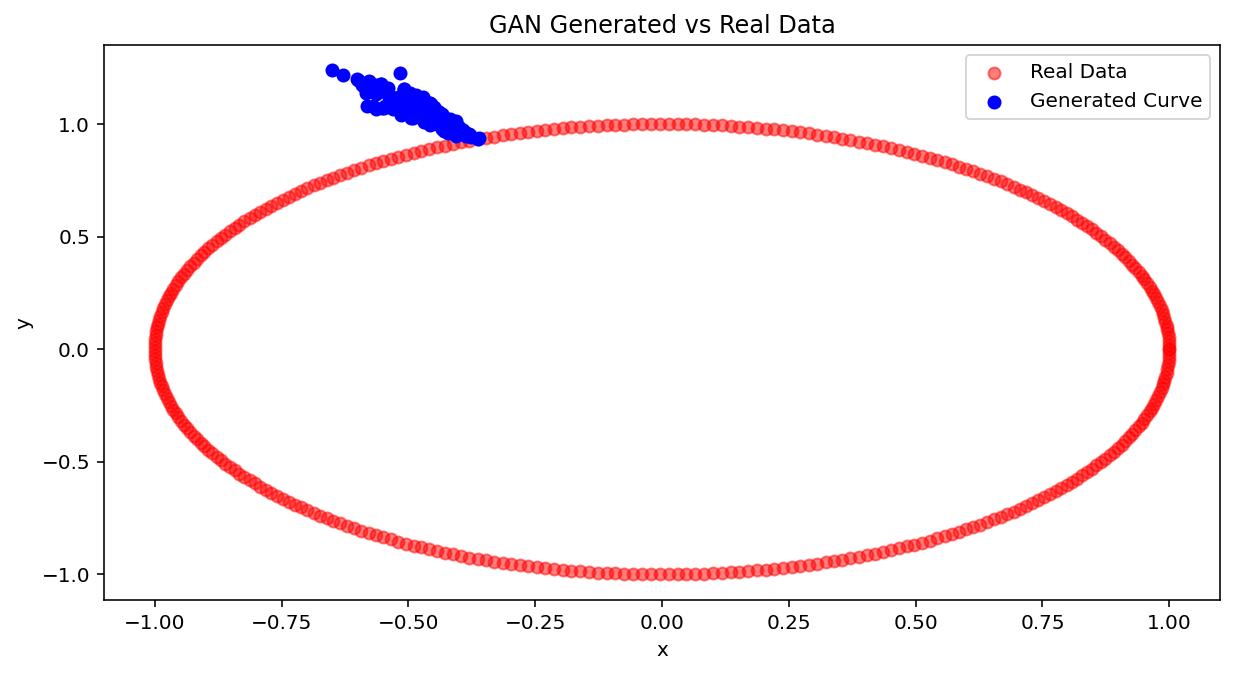 GAN Generated vs Real Data
Real Data
Generated Curve
1.0
0.5
0.0
−0.5
−1.0
y
−1.00 −0.75 −0.50 −0.25 0.00 0.25 0.50 0.75 1.00
x